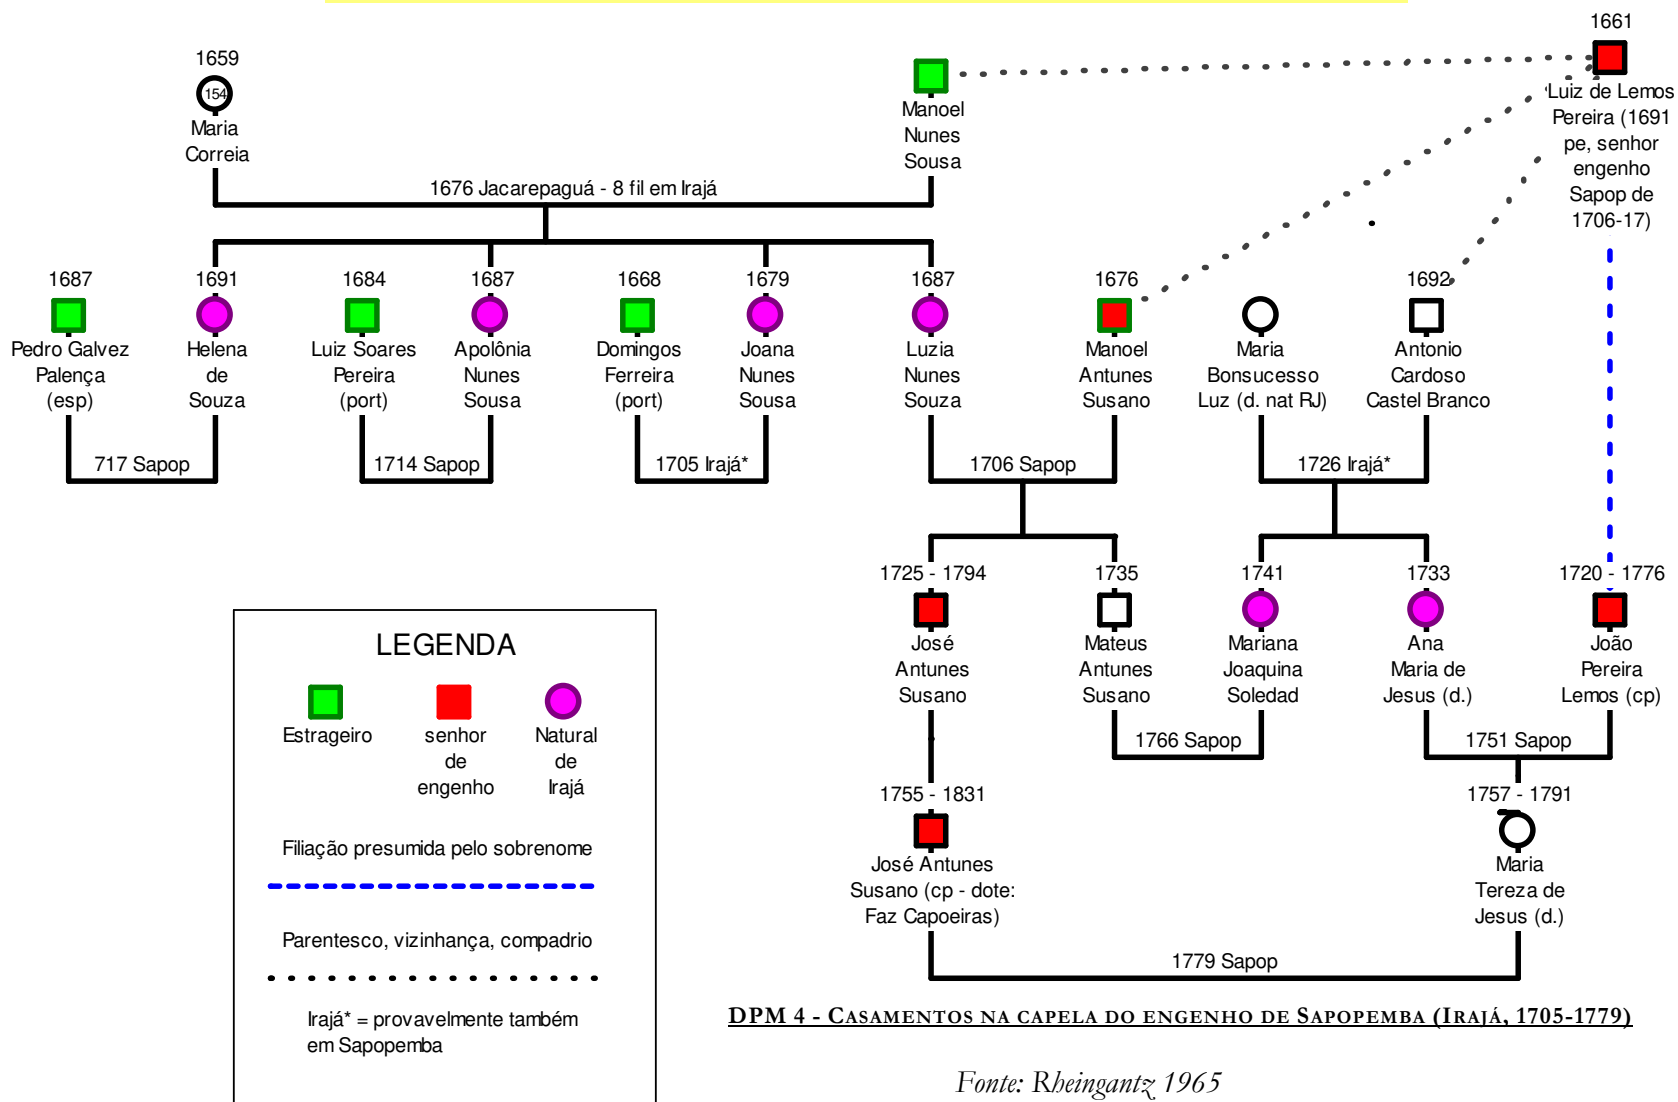 1661
1659
154
Maria
Correia
Manoel
Nunes
Sousa
Luiz de Lemos
Pereira (1691
pe, senhor
engenho
Sapop de
1706-17)
1676 Jacarepaguá - 8 fil em Irajá
1687
Pedro Galvez
Palença
(esp)
1691
Helena
de
Souza
1684
Luiz Soares
Pereira
(port)
1687
Apolônia
Nunes
Sousa
1668
Domingos
Ferreira
(port)
1679
Joana
Nunes
Sousa
1687
Luzia
Nunes
Souza
1676
Manoel
Antunes
Susano
Maria
Bonsucesso
Luz (d. nat RJ)
1692
Antonio
Cardoso
Castel Branco
717 Sapop
1714 Sapop
1705 Irajá*
1706 Sapop
1726 Irajá*
1725 - 1794
José
Antunes
Susano
1735
Mateus
Antunes
Susano
1741
Mariana
Joaquina
Soledad
1733
Ana
Maria de
Jesus (d.)
1720 - 1776
João
Pereira
Lemos (cp)
1766 Sapop
1751 Sapop
1755 - 1831
José Antunes
Susano (cp - dote:
Faz Capoeiras)
1757 - 1791
Maria
Tereza de
Jesus (d.)
1779 Sapop
LEGENDA
Estrageiro
senhor
de
engenho
Natural
de
Irajá
Filiação presumida pelo sobrenome
Parentesco, vizinhança, compadrio
Irajá* = provavelmente também
em Sapopemba
DPM 4 - CASAMENTOS NA CAPELA DO ENGENHO DE SAPOPEMBA (IRAJÁ, 1705-1779)
Fonte: Rheingantz 1965